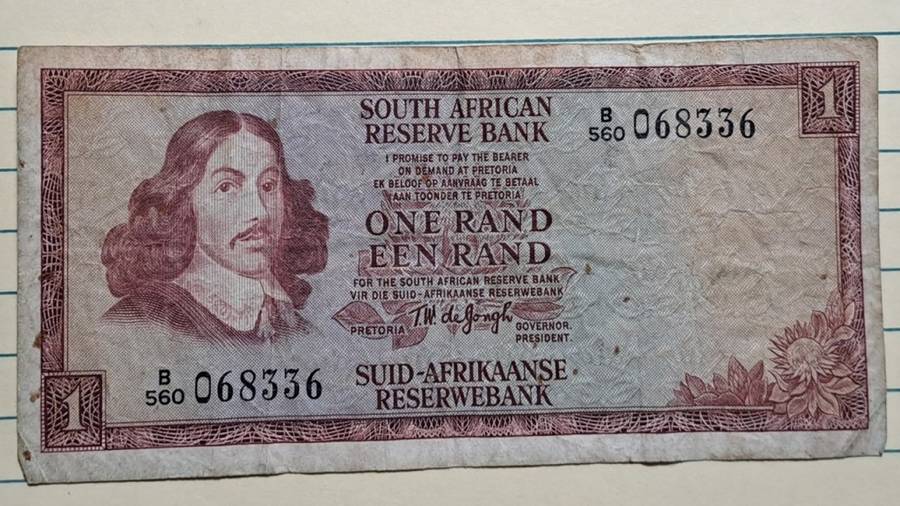 SOUTH AFRICAN
RESERVE BANK
B
560 068336
1
I PROMISE TO PAY THE BEARER
ON DEMAND AT PRETORIA
EK BELOOF OP AANVRAAG TE BETAAL
AAN TOONDER TE PRETORIA
ONE RAND
EEN RAND
FOR THE SOUTH AFRICAN RESERVE BANK
VIR DIE SUID-AFRIKAANSE RESERWEBANK
T.W. de Jongh
PRETORIA
GOVERNOR.
PRESIDENT.
B
560 068336
1
SUID-AFRIKAANSE
RESERWEBANK